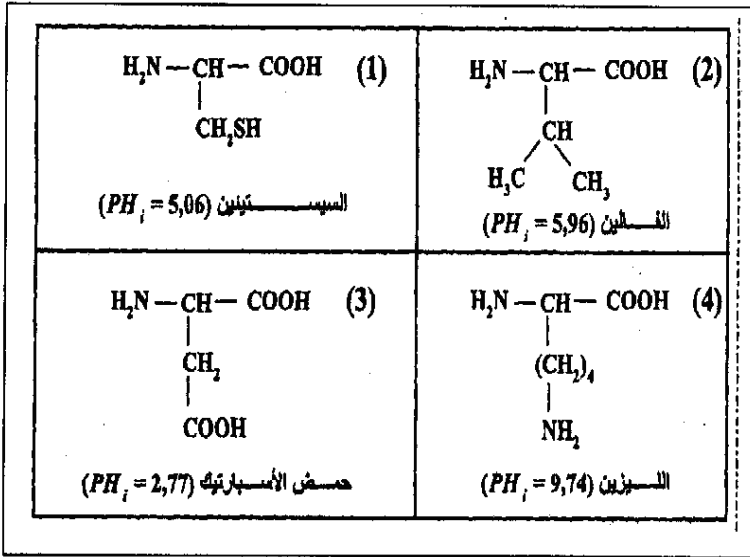 H₂N—CH—COOH (1)
CH₂SH
السيستيين (PHᵢ = 5,06)
H₂N—CH—COOH (2)
CH
H₃C CH₃
الفالين (PHᵢ = 5,96)
H₂N—CH—COOH (3)
CH₂
COOH
حمض الأسبارتيك (PHᵢ = 2,77)
H₂N—CH—COOH (4)
(CH₂)₄
NH₂
الليزين (PHᵢ = 9,74)